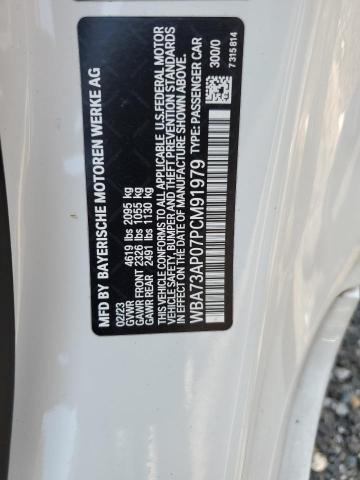 MFD BY BAYERISCHE MOTOREN WERKE AG
02/23
GVWR 4619 lbs 2095 kg
GAWR FRONT 2326 lbs 1055 kg
GAWR REAR 2491 lbs 1130 kg
THIS VEHICLE CONFORMS TO ALL APPLICABLE U.S. FEDERAL MOTOR
VEHICLE SAFETY, BUMPER AND THEFT PREVENTION STANDARDS
IN EFFECT ON THE DATE OF MANUFACTURE SHOWN ABOVE.
WBA73AP07PCM91979 TYPE: PASSENGER CAR
300/0
7315814